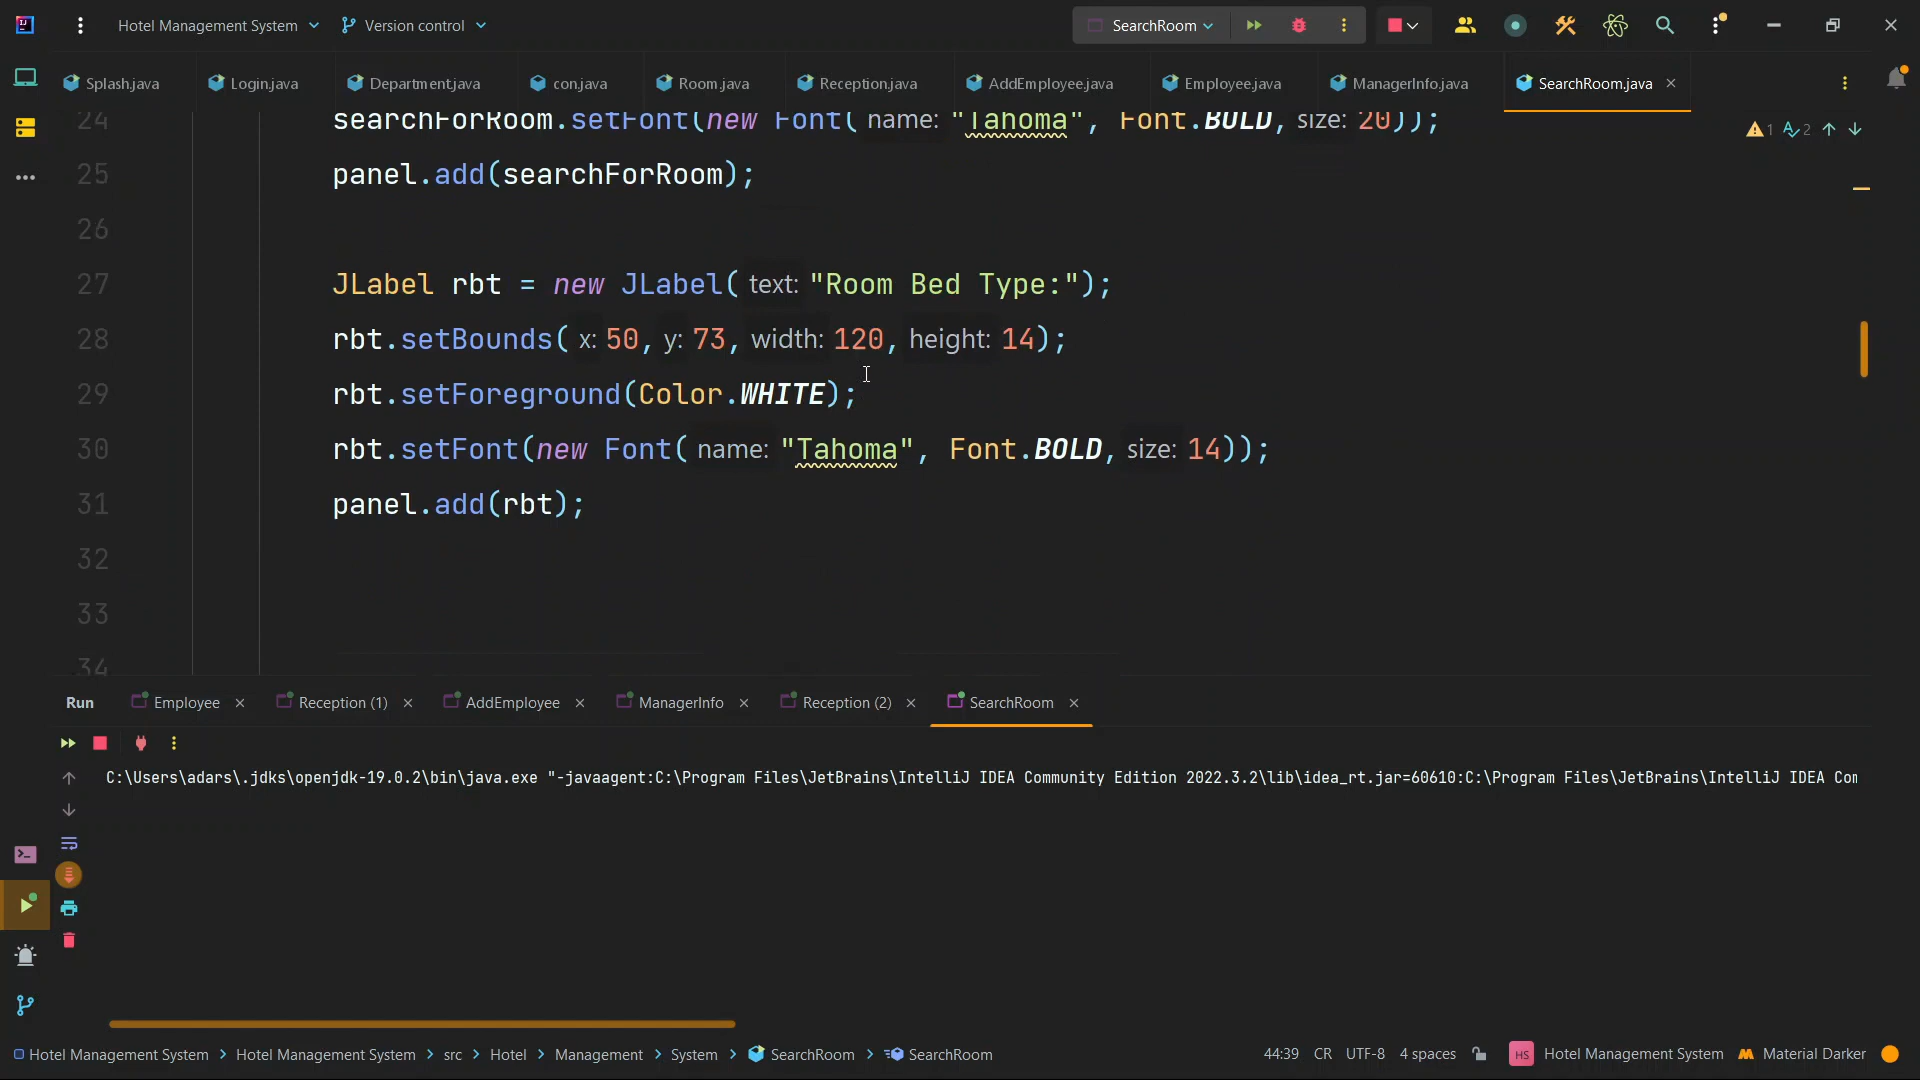 Hotel Management System Version control SearchRoom
Splash.java Login.java Department.java con.java Room.java Reception.java AddEmployee.java Employee.java ManagerInfo.java SearchRoom.java
24 searchForRoom.setFont(new Font( name: "Tahoma", Font.BOLD, size: 20));
1 2
25 panel.add(searchForRoom);
26
27 JLabel rbt = new JLabel( text: "Room Bed Type:");
28 rbt.setBounds( x: 50, y: 73, width: 120, height: 14);
29 rbt.setForeground(Color.WHITE);
30 rbt.setFont(new Font( name: "Tahoma", Font.BOLD, size: 14));
31 panel.add(rbt);
32
33
34
Run Employee Reception (1) AddEmployee ManagerInfo Reception (2) SearchRoom
C:\Users\adars\.jdks\openjdk-19.0.2\bin\java.exe "-javaagent:C:\Program Files\JetBrains\IntelliJ IDEA Community Edition 2022.3.2\lib\idea_rt.jar=60610:C:\Program Files\JetBrains\IntelliJ IDEA Com
Hotel Management System > Hotel Management System > src > Hotel > Management > System > SearchRoom > SearchRoom 44:39 CR UTF-8 4 spaces HS Hotel Management System Material Darker